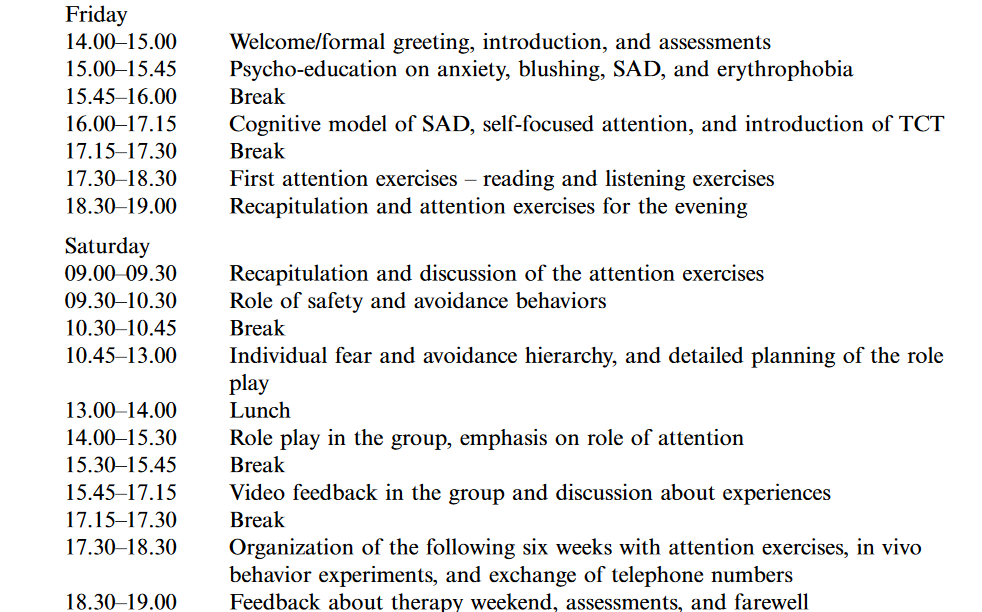 Friday
14.00–15.00 Welcome/formal greeting, introduction, and assessments
15.00–15.45 Psycho-education on anxiety, blushing, SAD, and erythrophobia
15.45–16.00 Break
16.00–17.15 Cognitive model of SAD, self-focused attention, and introduction of TCT
17.15–17.30 Break
17.30–18.30 First attention exercises – reading and listening exercises
18.30–19.00 Recapitulation and attention exercises for the evening
Saturday
09.00–09.30 Recapitulation and discussion of the attention exercises
09.30–10.30 Role of safety and avoidance behaviors
10.30–10.45 Break
10.45–13.00 Individual fear and avoidance hierarchy, and detailed planning of the role
play
13.00–14.00 Lunch
14.00–15.30 Role play in the group, emphasis on role of attention
15.30–15.45 Break
15.45–17.15 Video feedback in the group and discussion about experiences
17.15–17.30 Break
17.30–18.30 Organization of the following six weeks with attention exercises, in vivo
behavior experiments, and exchange of telephone numbers
18.30–19.00 Feedback about therapy weekend, assessments, and farewell